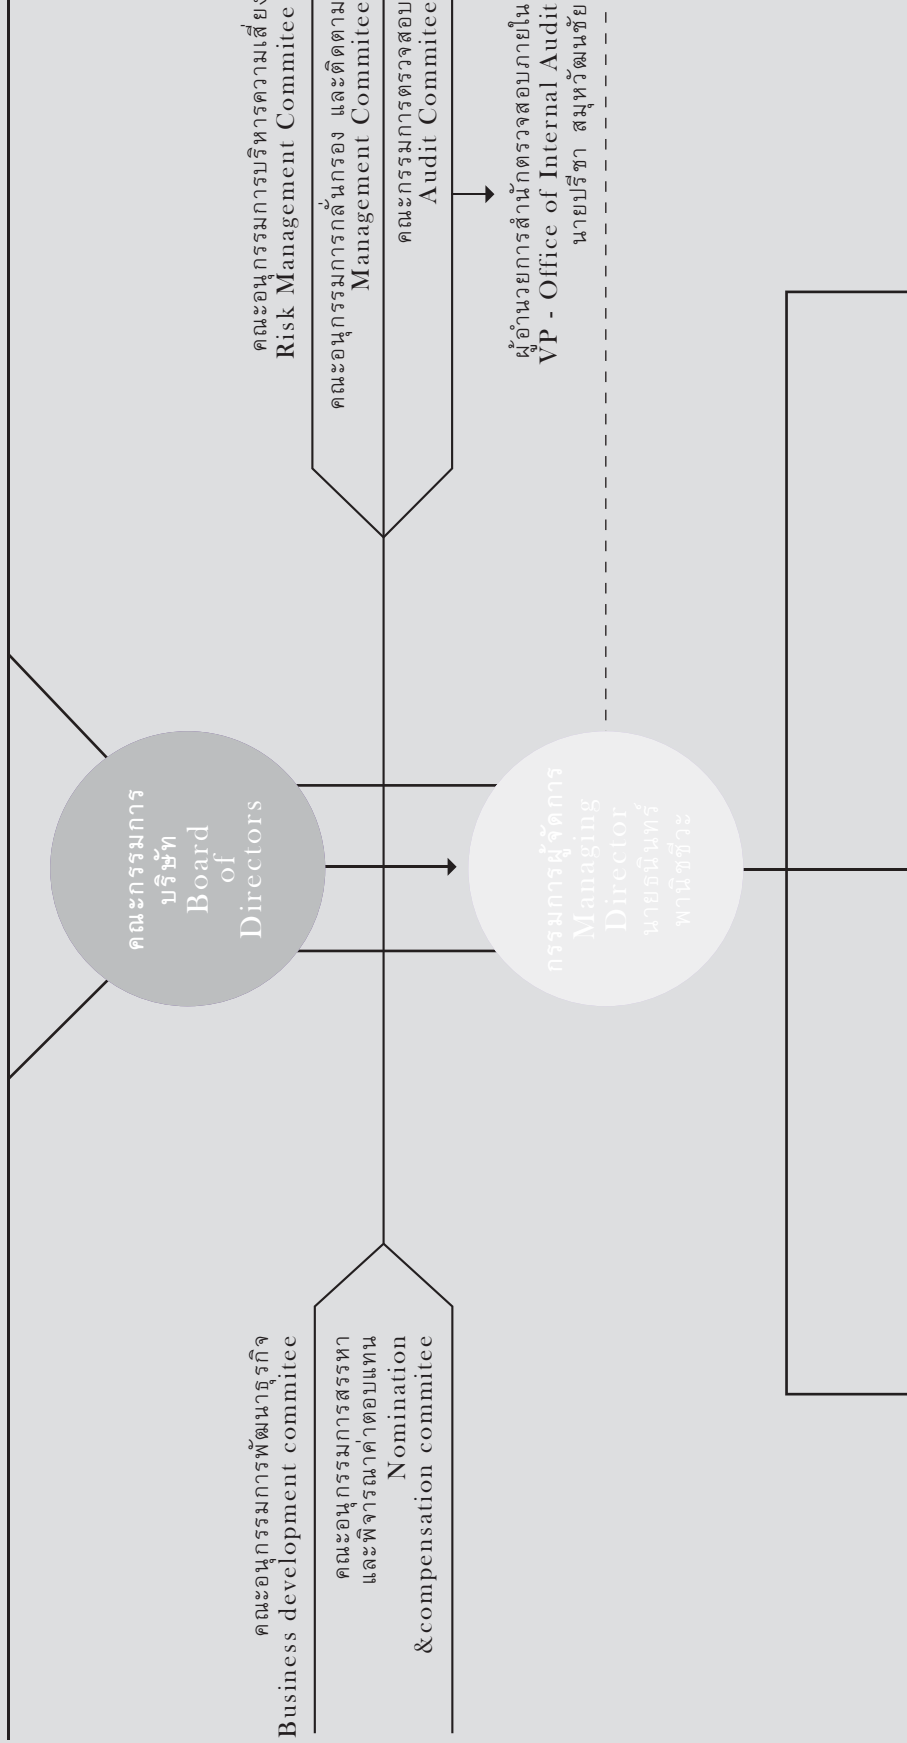 คณะกรรมการ
บริษัท
Board
of
Directors
คณะอนุกรรมการพัฒนาธุรกิจ
Business development commitee
คณะอนุกรรมการสรรหา
และพิจารณาค่าตอบแทน
Nomination
&compensation commitee
คณะอนุกรรมการบริหารความเสี่ยง
Risk Management Commitee
คณะอนุกรรมการกลั่นกรอง และติดตาม
Management Commitee
คณะกรรมการตรวจสอบ
Audit Commitee
ผู้อำนวยการสำนักตรวจสอบภายใน
VP - Office of Internal Audit
นายปรีชา สมุหวัฒนชัย
กรรมการผู้จัดการ
Managing
Director
นายธนินทร์
พานิชชีวะ